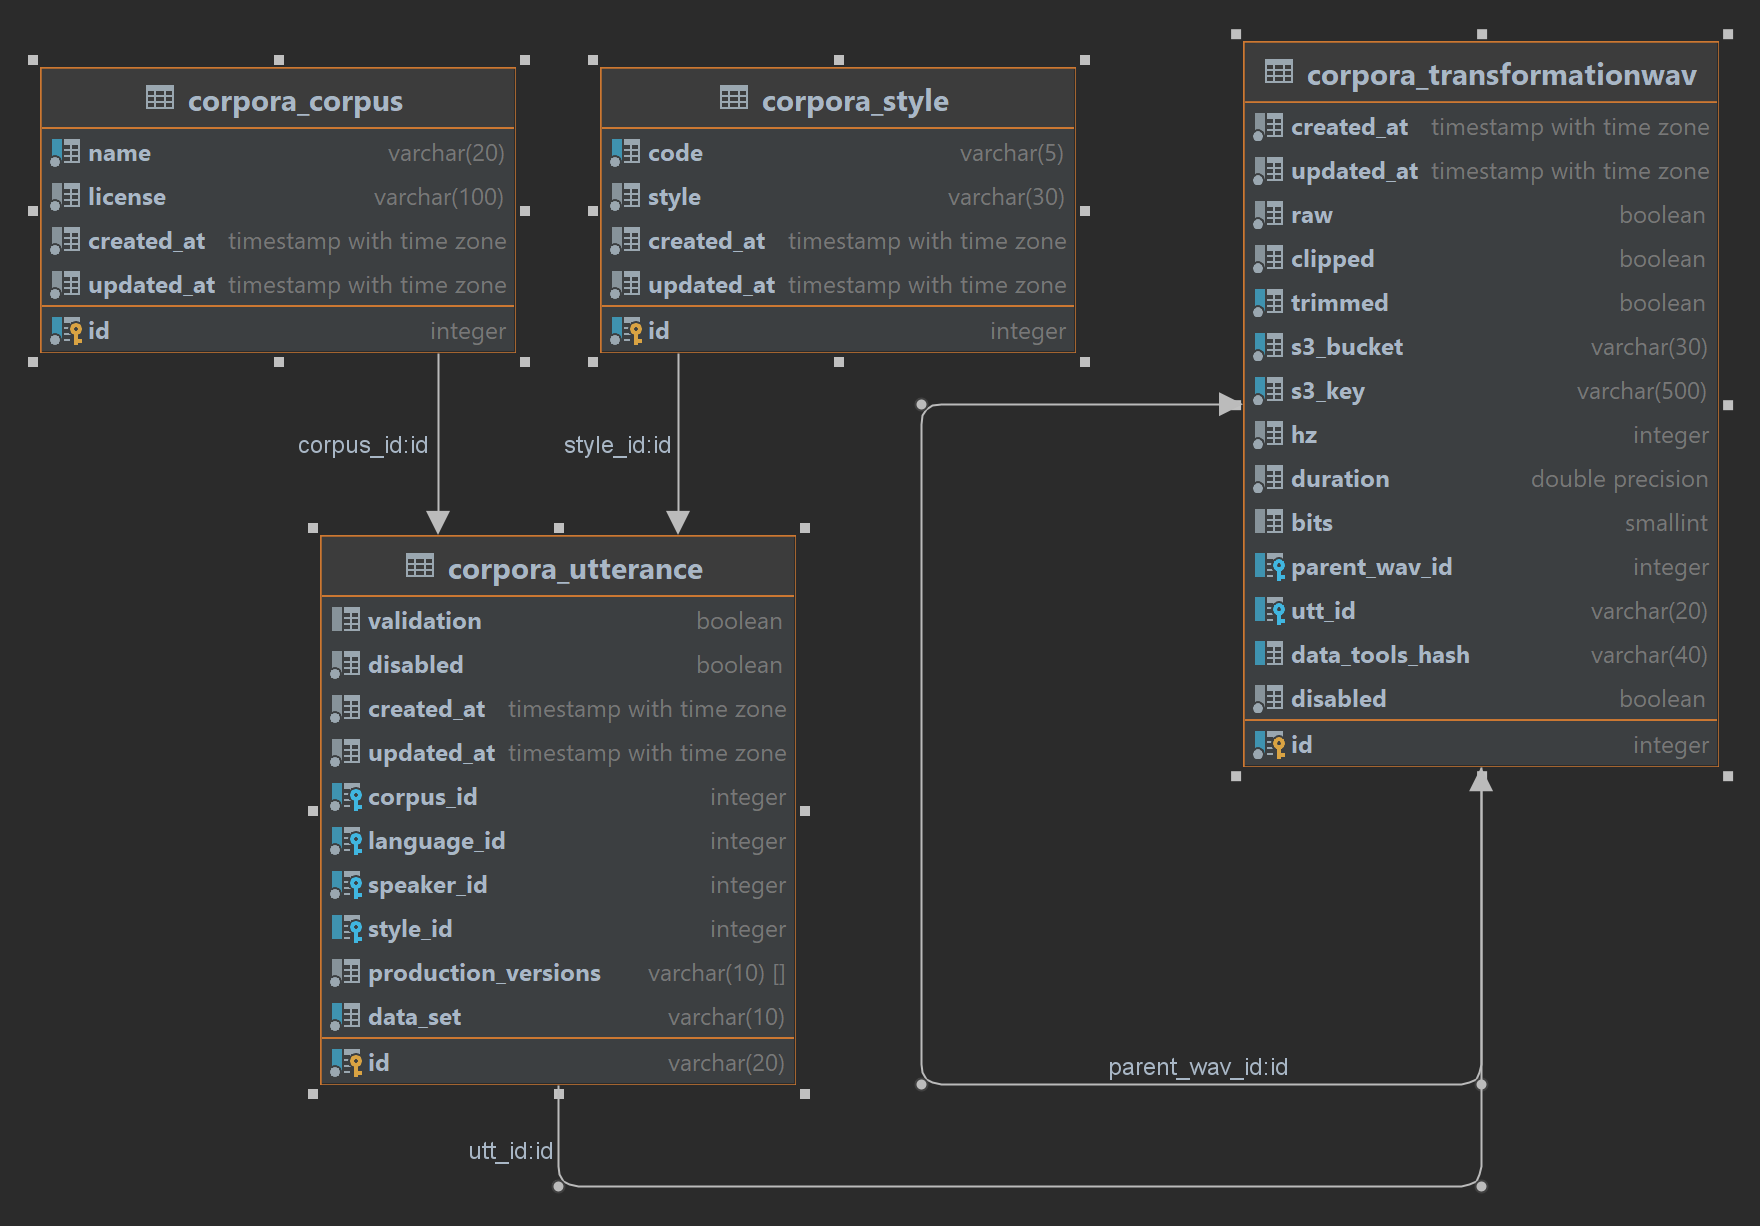 corpora_corpus
name varchar(20)
license varchar(100)
created_at timestamp with time zone
updated_at timestamp with time zone
id integer
corpora_style
code varchar(5)
style varchar(30)
created_at timestamp with time zone
updated_at timestamp with time zone
id integer
corpora_transformationwav
created_at timestamp with time zone
updated_at timestamp with time zone
raw boolean
clipped boolean
trimmed boolean
s3_bucket varchar(30)
s3_key varchar(500)
hz integer
duration double precision
bits smallint
parent_wav_id integer
utt_id varchar(20)
data_tools_hash varchar(40)
disabled boolean
id integer
corpus_id:id
style_id:id
corpora_utterance
validation boolean
disabled boolean
created_at timestamp with time zone
updated_at timestamp with time zone
corpus_id integer
language_id integer
speaker_id integer
style_id integer
production_versions varchar(10) []
data_set varchar(10)
id varchar(20)
parent_wav_id:id
utt_id:id